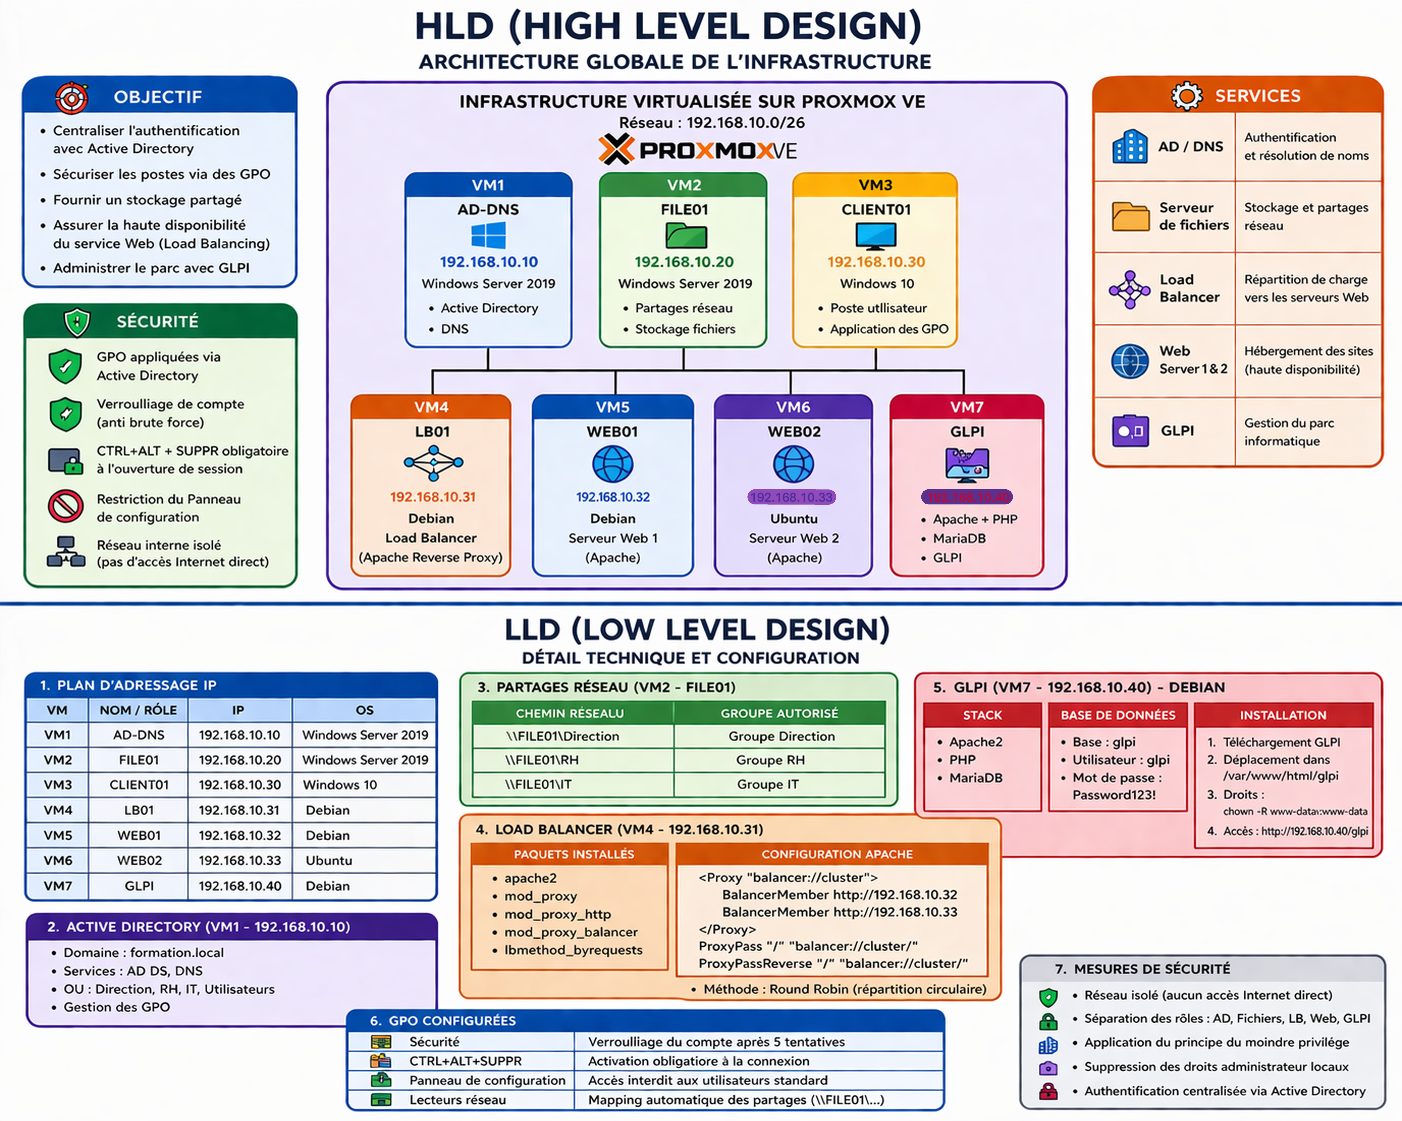 HLD (HIGH LEVEL DESIGN)
ARCHITECTURE GLOBALE DE L'INFRASTRUCTURE
OBJECTIF
• Centraliser l'authentification
avec Active Directory
• Sécuriser les postes via des GPO
• Fournir un stockage partagé
• Assurer la haute disponibilité
du service Web (Load Balancing)
• Administrer le parc avec GLPI
SÉCURITÉ
GPO appliquées via
Active Directory
Verroulliage de compte
(anti brute force)
CTRL+ALT + SUPPR obligatoire
à l'ouverture de session
Restriction du Panneau
de configuration
Réseau interne isolé
(pas d'accès Internet direct)
INFRASTRUCTURE VIRTUALISÉE SUR PROXMOX VE
Réseau : 192.168.10.0/26
PROXMOX VE
VM1
AD-DNS
192.168.10.10
Windows Server 2019
• Active Directory
• DNS
VM2
FILE01
192.168.10.20
Windows Server 2019
• Partages réseau
• Stockage fichiers
VM3
CLIENT01
192.168.10.30
Windows 10
• Poste utllisateur
• Application des GPO
VM4
LB01
192.168.10.31
Debian
Load Balancer
(Apache Reverse Proxy)
VM5
WEB01
192.168.10.32
Debian
Serveur Web 1
(Apache)
VM6
WEB02
192.168.10.33
Ubuntu
Serveur Web 2
(Apache)
VM7
GLPI
192.168.10.40
• Apache + PHP
• MariaDB
• GLPI
SERVICES
AD / DNS
Authentification
et résolution de noms
Serveur
de fichiers
Stockage et partages
réseau
Load
Balancer
Répartition de charge
vers les serveurs Web
Web
Server 1 & 2
Hébergement des sites
(haute disponibilité)
GLPI
Gestion du parc
informatique
LLD (LOW LEVEL DESIGN)
DÉTAIL TECHNIQUE ET CONFIGURATION
1. PLAN D'ADRESSAGE IP
VM NOM / RÓLE IP OS
VM1 AD-DNS 192.168.10.10 Windows Server 2019
VM2 FILE01 192.168.10.20 Windows Server 2019
VM3 CLIENT01 192.168.10.30 Windows 10
VM4 LB01 192.168.10.31 Debian
VM5 WEB01 192.168.10.32 Debian
VM6 WEB02 192.168.10.33 Ubuntu
VM7 GLPI 192.168.10.40 Debian
2. ACTIVE DIRECTORY (VM1 - 192.168.10.10)
• Domaine : formation.local
• Services : AD DS, DNS
• OU : Direction, RH, IT, Utilisateurs
• Gestion des GPO
3. PARTAGES RÉSEAU (VM2 - FILE01)
CHEMIN RÉSEALU GROUPE AUTORISÉ
\\FILE01\Direction Groupe Direction
\\FILE01\RH Groupe RH
\\FILE01\IT Groupe IT
4. LOAD BALANCER (VM4 - 192.168.10.31)
PAQUETS INSTALLÉS
• apache2
• mod_proxy
• mod_proxy_http
• mod_proxy_balancer
• lbmethod_byrequests
CONFIGURATION APACHE
<Proxy "balancer://cluster">
BalancerMember http://192.168.10.32
BalancerMember http://192.168.10.33
</Proxy>
ProxyPass "/" "balancer://cluster/"
ProxyPassReverse "/" "balancer://cluster/"
• Méthode : Round Robin (répartition circulaire)
5. GLPI (VM7 - 192.168.10.40) - DEBIAN
STACK
• Apache2
• PHP
• MariaDB
BASE DE DONNÉES
• Base : glpi
• Utilisateur : glpi
• Mot de passe :
Password123!
INSTALLATION
1. Téléchargement GLPI
2. Déplacement dans
/var/www/html/glpi
3. Droits :
chown -R www-data:www-data
4. Accès : http://192.168.10.40/glpi
6. GPO CONFIGURÉES
Sécurité Verroulliage du compte après 5 tentatives
CTRL+ALT+SUPPR Activation obligatiore à la connexion
Panneau de configuration Accès interdit aux utilisateurs standard
Lecteurs réseau Mapping automatique des partages (\\FILE01\...)
7. MESURES DE SÉCURITÉ
• Réseau isolé (aucun accès Internet direct)
• Séparation des rôles : AD, Fichiers, LB, Web, GLPI
• Application du principe du moindre privilége
• Suppression des droits administrateur locaux
• Authentification centralisée via Active Directory